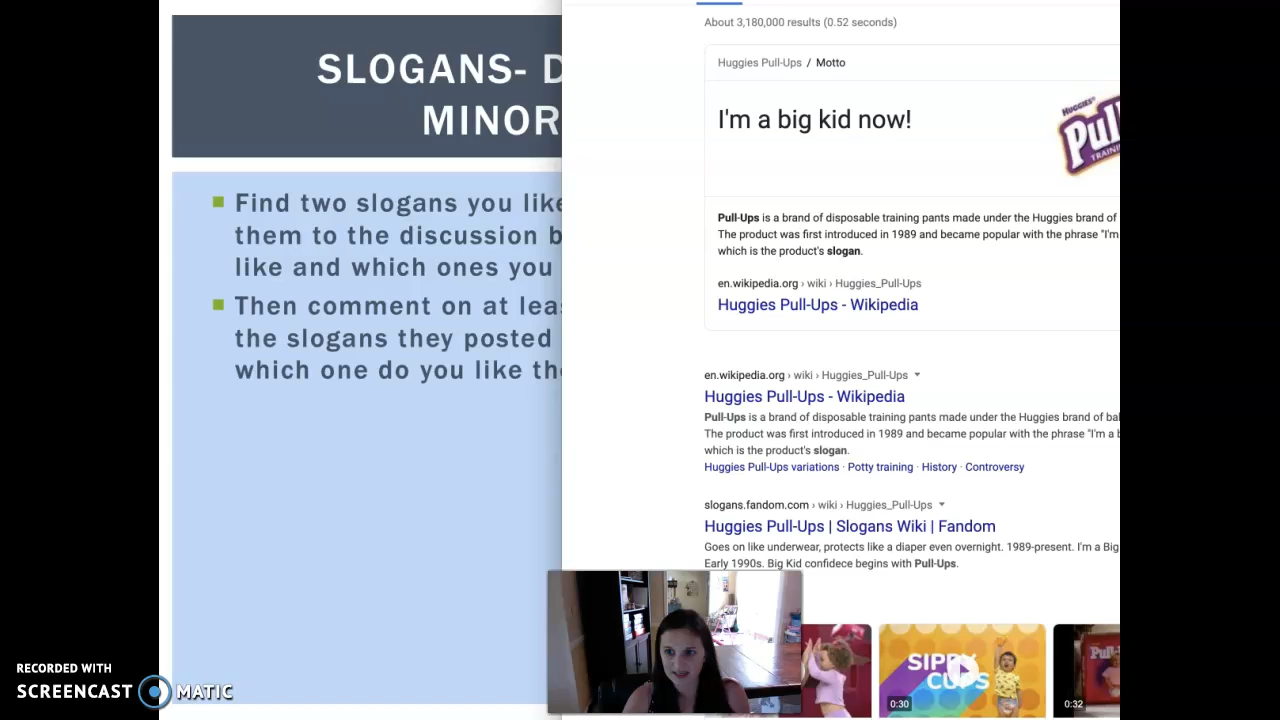 SLOGANS- D
MINOR
Find two slogans you like
them to the discussion b
like and which ones you
Then comment on at leas
the slogans they posted
which one do you like the
About 3,180,000 results (0.52 seconds)
Huggies Pull-Ups / Motto
I'm a big kid now!
HUGGIES
Pull
TRAINI
Pull-Ups is a brand of disposable training pants made under the Huggies brand of
The product was first introduced in 1989 and became popular with the phrase "I'm
which is the product's slogan.
en.wikipedia.org › wiki › Huggies_Pull-Ups
Huggies Pull-Ups - Wikipedia
en.wikipedia.org › wiki › Huggies_Pull-Ups
Huggies Pull-Ups - Wikipedia
Pull-Ups is a brand of disposable training pants made under the Huggies brand of bal
The product was first introduced in 1989 and became popular with the phrase "I'm a b
which is the product's slogan.
Huggies Pull-Ups variations · Potty training · History · Controversy
slogans.fandom.com › wiki › Huggies_Pull-Ups
Huggies Pull-Ups | Slogans Wiki | Fandom
Goes on like underwear, protects like a diaper even overnight. 1989-present. I'm a Big
Early 1990s. Big Kid confidece begins with Pull-Ups.
SIPPY
CUPS
0:30
Pull
0:32
RECORDED WITH
SCREENCAST MATIC